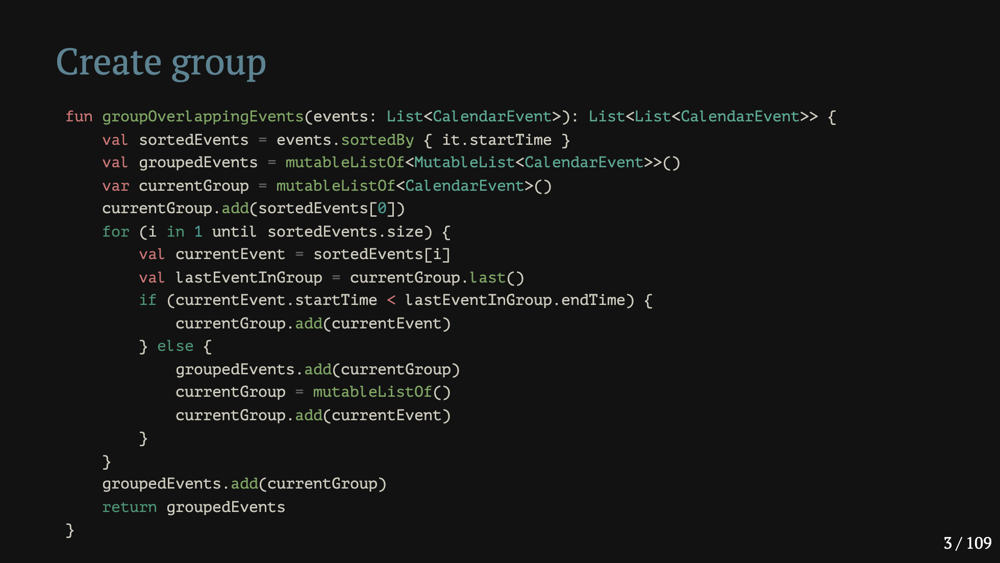 Create group
fun groupOverlappingEvents(events: List<CalendarEvent>): List<List<CalendarEvent>> {
    val sortedEvents = events.sortedBy { it.startTime }
    val groupedEvents = mutableListOf<MutableList<CalendarEvent>>()
    var currentGroup = mutableListOf<CalendarEvent>()
    currentGroup.add(sortedEvents[0])
    for (i in 1 until sortedEvents.size) {
        val currentEvent = sortedEvents[i]
        val lastEventInGroup = currentGroup.last()
        if (currentEvent.startTime < lastEventInGroup.endTime) {
            currentGroup.add(currentEvent)
        } else {
            groupedEvents.add(currentGroup)
            currentGroup = mutableListOf()
            currentGroup.add(currentEvent)
        }
    }
    groupedEvents.add(currentGroup)
    return groupedEvents
}
3 / 109